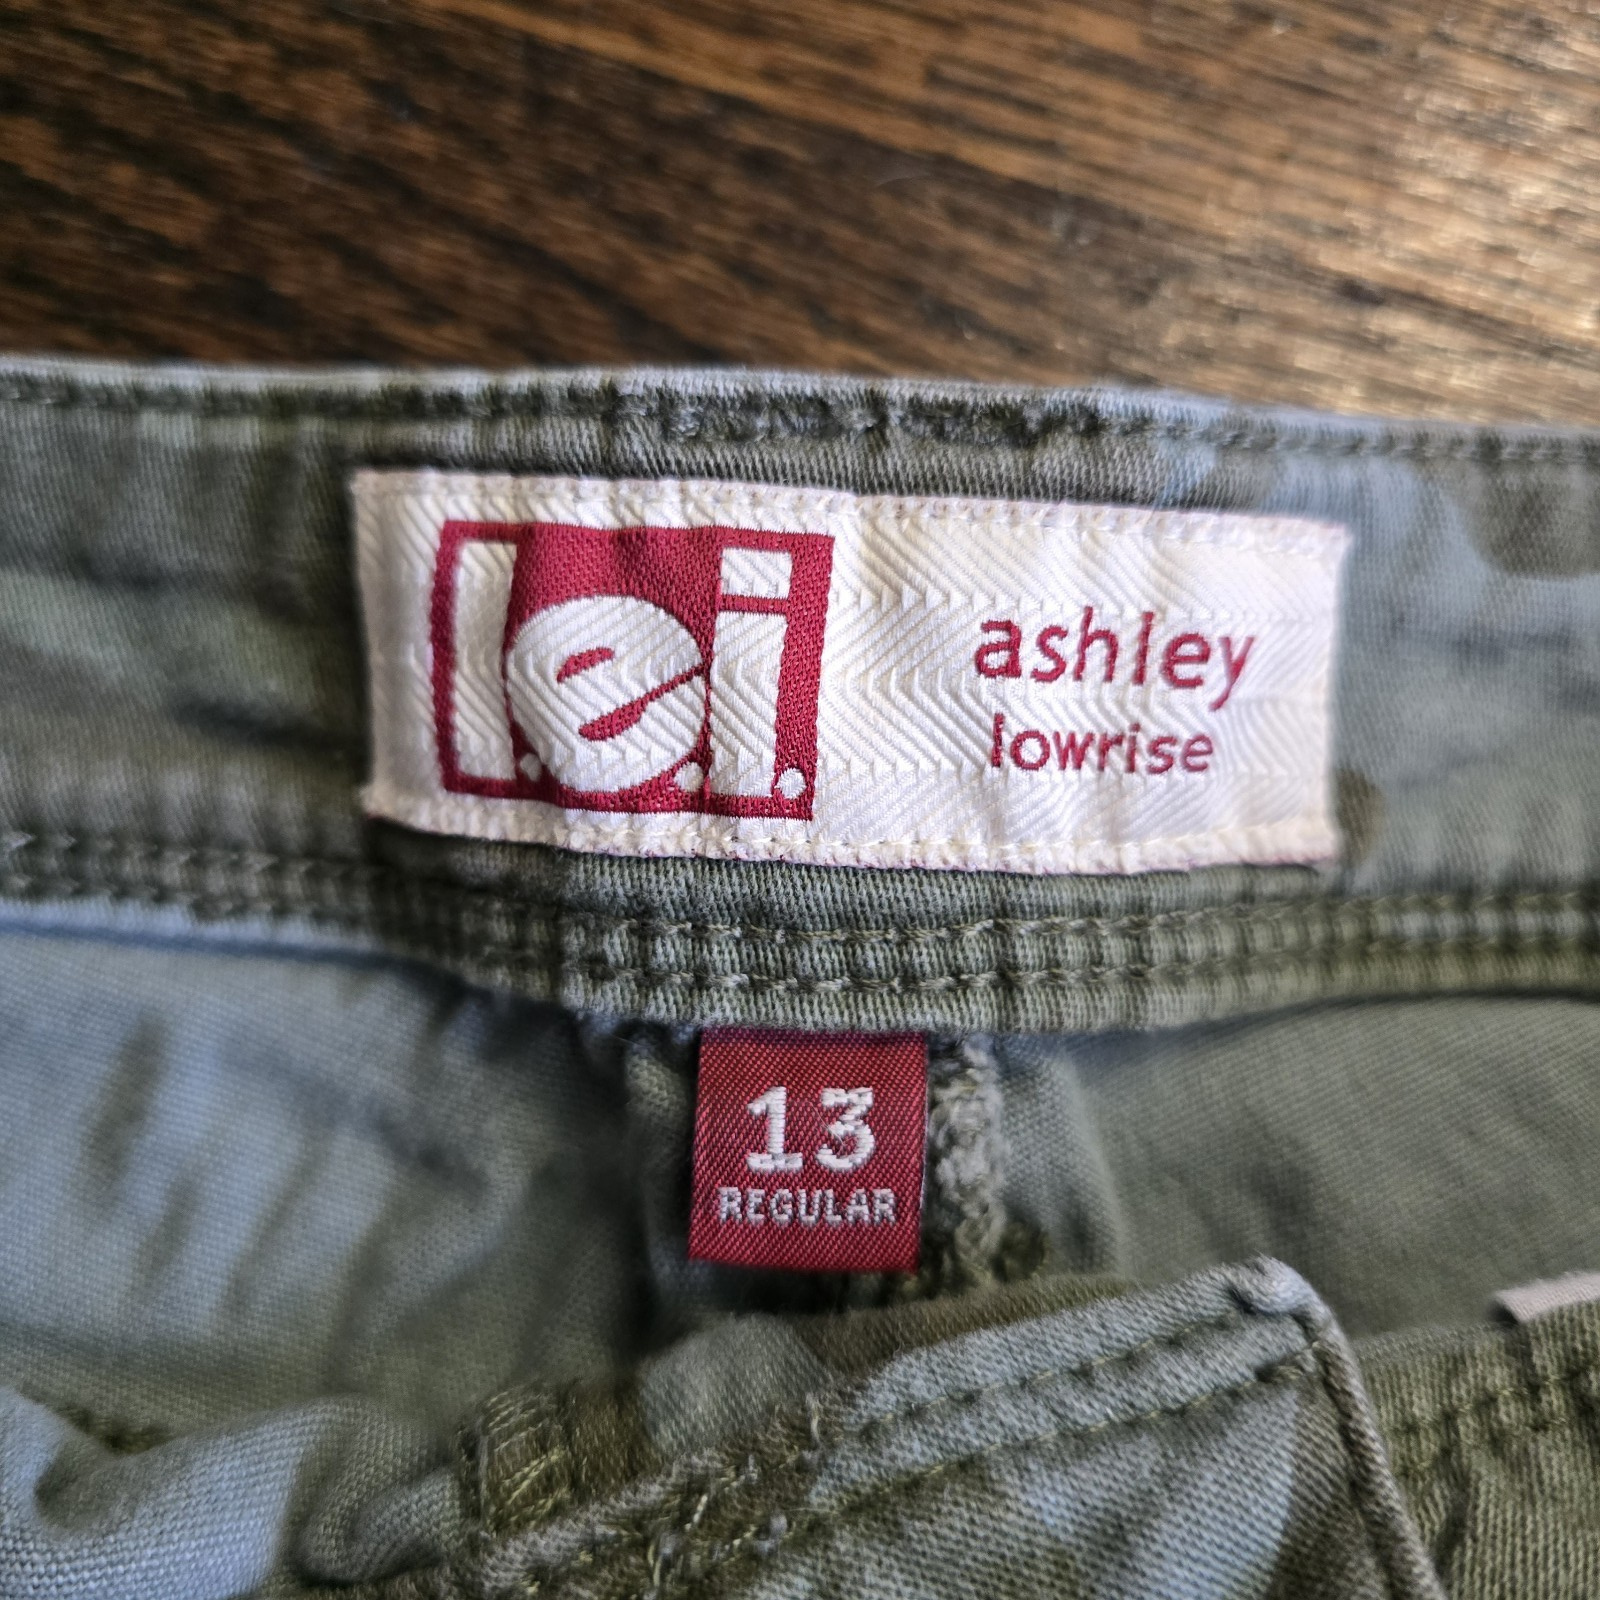 l.e.i.
ashley
lowrise
13
REGULAR